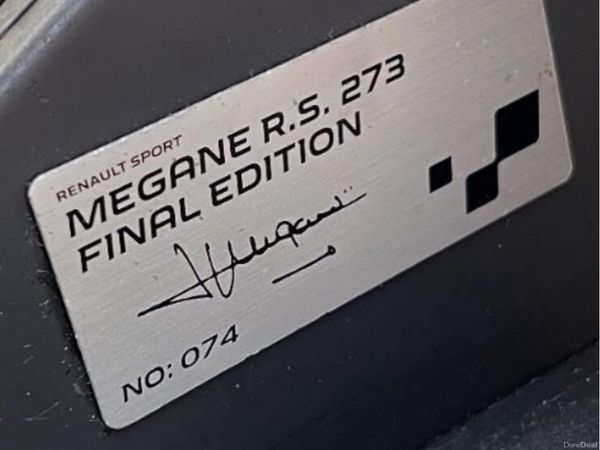 RENAULT SPORT
MEGANE R.S. 273
FINAL EDITION
NO: 074
DoneDeal